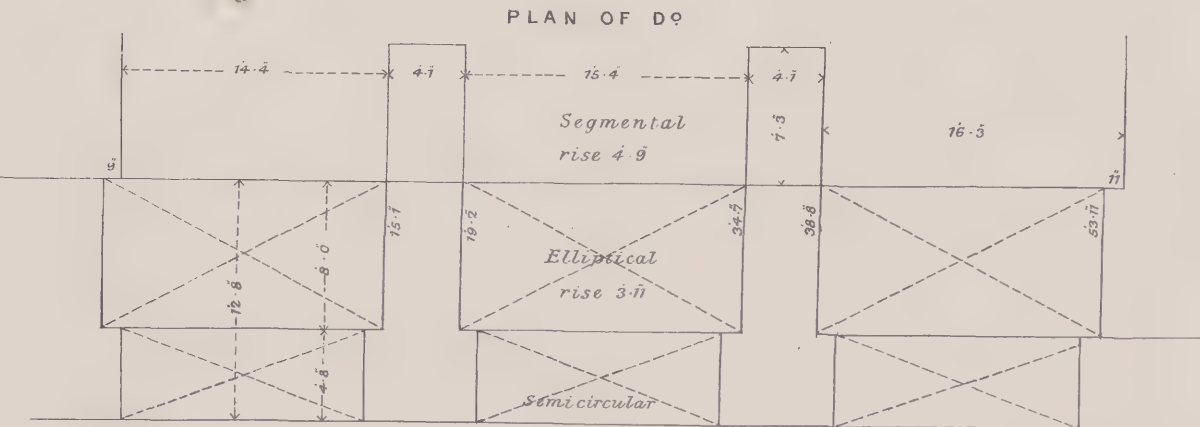 PLAN OF Dº
14·4
4·1
15·4
4·1
7·3
16·3
Segmental
rise 4·9
9
11
15·1
19·2
34·7
38·8
53·11
12·8
8·0
Elliptical
rise 3·11
4·8
Semicircular